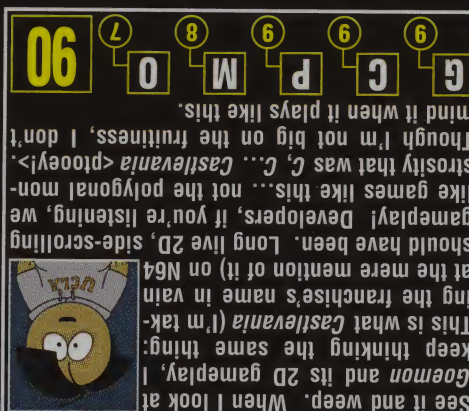 See it and weep. When I look at
Goemon and its 2D gameplay, I
keep thinking the same thing:
This is what Castlevania (I'm tak-
ing the franchise's name in vain
at the mere mention of it) on N64
UCLA
should have been. Long live 2D, side-scrolling
gameplay! Developers, if you're listening, we
like games like this... not the polygonal mon-
strosity that was C, C... Castlevania <ptooey!>.
Though I'm not big on the fruitiness, I don't
mind it when it plays like this.
G C P M O 90
9 9 9 8 7